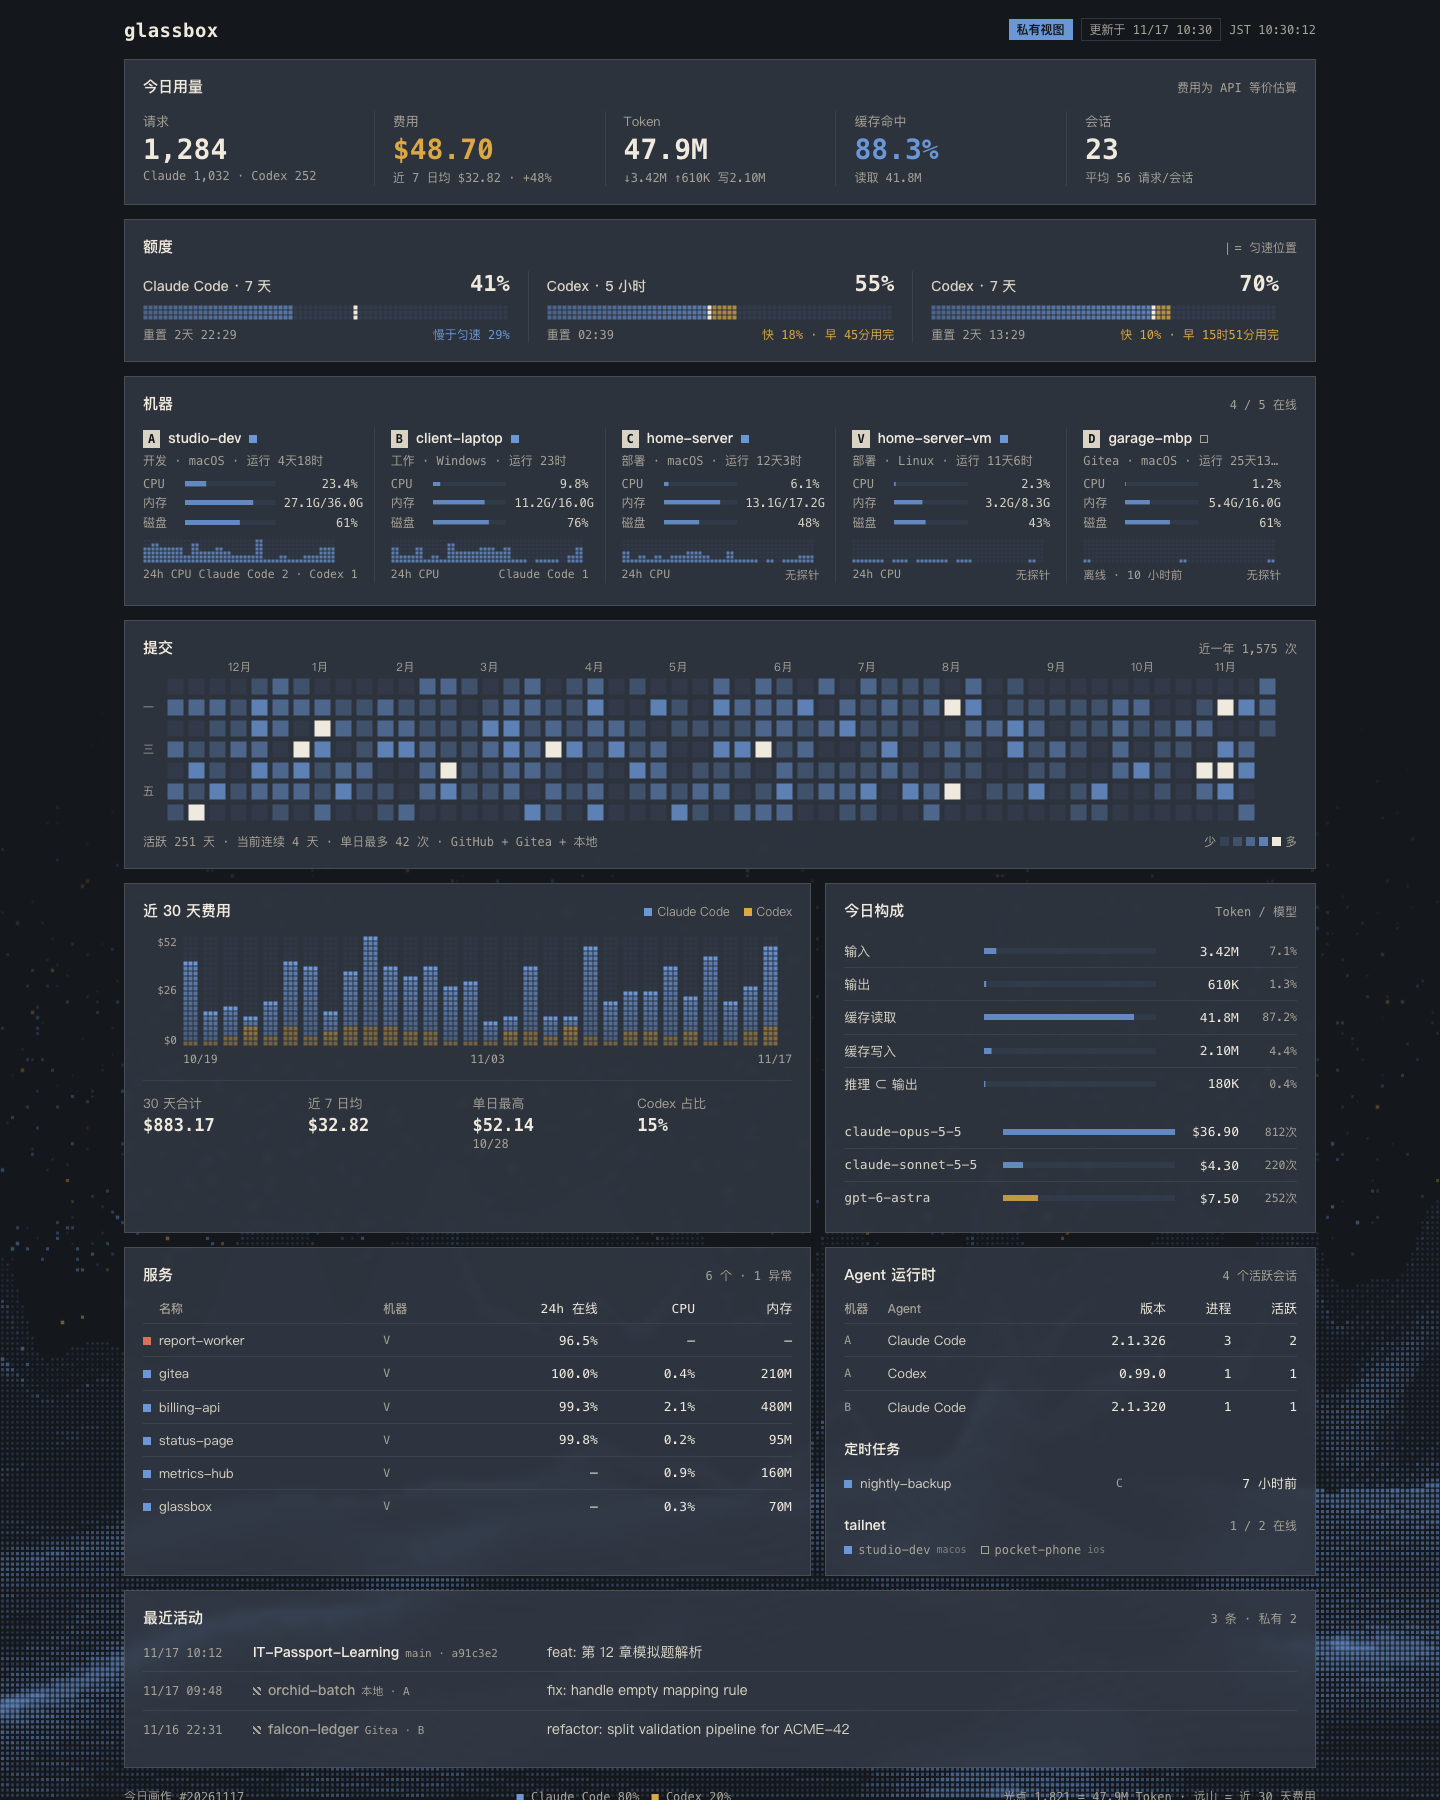 glassbox
私有视图 更新于 11/17 10:30 JST 10:30:12
今日用量 费用为 API 等价估算
请求 费用 Token 缓存命中 会话
1,284 $48.70 47.9M 88.3% 23
Claude 1,032 · Codex 252 近 7 日均 $32.82 · +48% ↓3.42M ↑610K 写2.10M 读取 41.8M 平均 56 请求/会话
额度 | = 匀速位置
Claude Code · 7 天 41% Codex · 5 小时 55% Codex · 7 天 70%
重置 2天 22:29 慢于匀速 29% 重置 02:39 快 18% · 早 45分用完 重置 2天 13:29 快 10% · 早 15时51分用完
机器 4 / 5 在线
A studio-dev B client-laptop C home-server V home-server-vm D garage-mbp
开发 · macOS · 运行 4天18时 工作 · Windows · 运行 23时 部署 · macOS · 运行 12天3时 部署 · Linux · 运行 11天6时 Gitea · macOS · 运行 25天13…
CPU 23.4% CPU 9.8% CPU 6.1% CPU 2.3% CPU 1.2%
内存 27.1G/36.0G 内存 11.2G/16.0G 内存 13.1G/17.2G 内存 3.2G/8.3G 内存 5.4G/16.0G
磁盘 61% 磁盘 76% 磁盘 48% 磁盘 43% 磁盘 61%
24h CPU Claude Code 2 · Codex 1 24h CPU Claude Code 1 24h CPU 无探针 24h CPU 无探针 离线 · 10 小时前 无探针
提交 近一年 1,575 次
12月 1月 2月 3月 4月 5月 6月 7月 8月 9月 10月 11月
一
三
五
活跃 251 天 · 当前连续 4 天 · 单日最多 42 次 · GitHub + Gitea + 本地 少 多
近 30 天费用 Claude Code Codex
$52
$26
$0
10/19 11/03 11/17
30 天合计 近 7 日均 单日最高 Codex 占比
$883.17 $32.82 $52.14 15%
10/28
今日构成 Token / 模型
输入 3.42M 7.1%
输出 610K 1.3%
缓存读取 41.8M 87.2%
缓存写入 2.10M 4.4%
推理 ⊂ 输出 180K 0.4%
claude-opus-5-5 $36.90 812次
claude-sonnet-5-5 $4.30 220次
gpt-6-astra $7.50 252次
服务 6 个 · 1 异常
名称 机器 24h 在线 CPU 内存
report-worker V 96.5% — —
gitea V 100.0% 0.4% 210M
billing-api V 99.3% 2.1% 480M
status-page V 99.8% 0.2% 95M
metrics-hub V — 0.9% 160M
glassbox V — 0.3% 70M
Agent 运行时 4 个活跃会话
机器 Agent 版本 进程 活跃
A Claude Code 2.1.326 3 2
A Codex 0.99.0 1 1
B Claude Code 2.1.320 1 1
定时任务
nightly-backup C 7 小时前
tailnet 1 / 2 在线
studio-dev macos pocket-phone ios
最近活动 3 条 · 私有 2
11/17 10:12 IT-Passport-Learning main · a91c3e2 feat: 第 12 章模拟题解析
11/17 09:48 orchid-batch 本地 · A fix: handle empty mapping rule
11/16 22:31 falcon-ledger Gitea · B refactor: split validation pipeline for ACME-42
今日画作 #20261117 Claude Code 80% Codex 20% 光点 1,821 = 47.9M Token · 远山 = 近 30 天费用